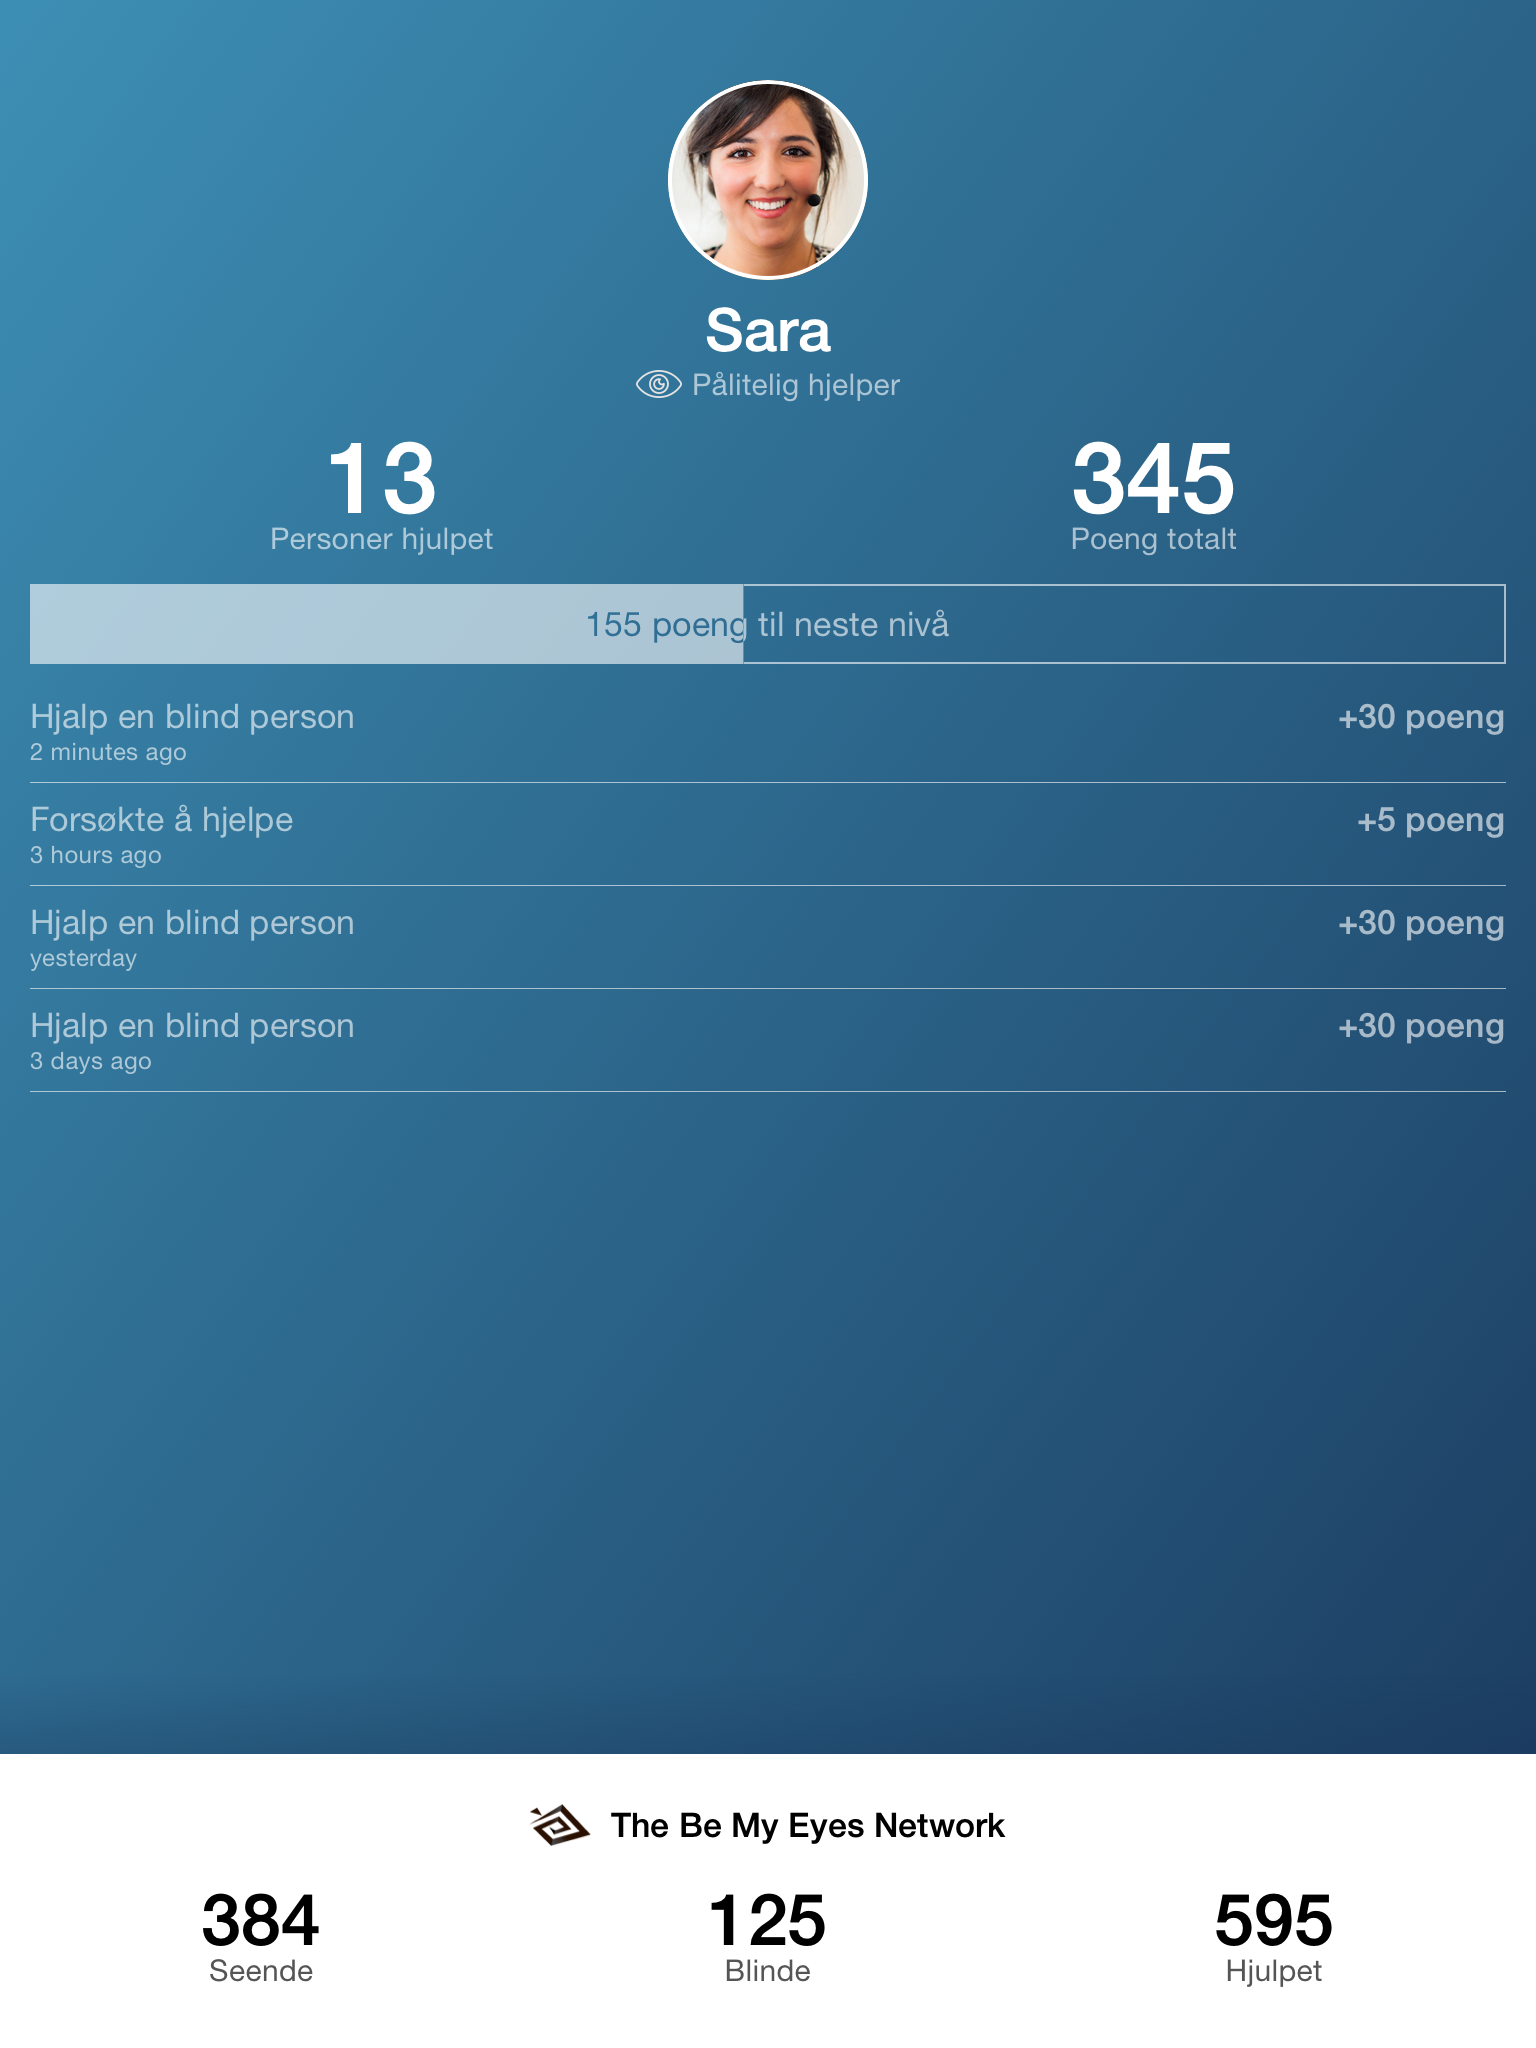 Sara
Pålitelig hjelper
13
Personer hjulpet
345
Poeng totalt
155 poeng til neste nivå
Hjalp en blind person
+30 poeng
2 minutes ago
Forsøkte å hjelpe
+5 poeng
3 hours ago
Hjalp en blind person
+30 poeng
yesterday
Hjalp en blind person
+30 poeng
3 days ago
The Be My Eyes Network
384
Seende
125
Blinde
595
Hjulpet